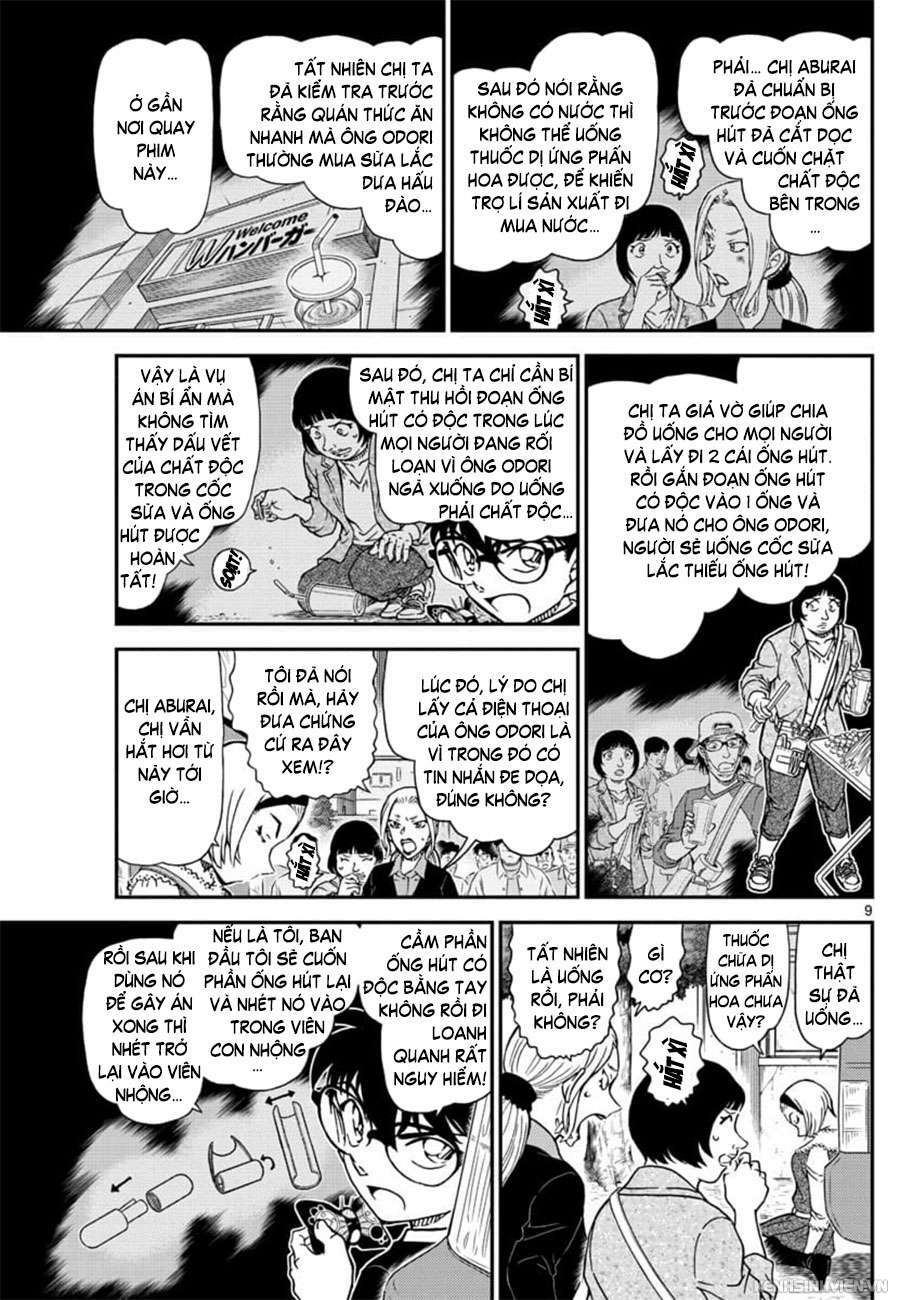 PHẢI... CHỊ ABURAI
ĐÃ CHUẨN BỊ
TRƯỚC ĐOẠN ỐNG
HÚT ĐÃ CẮT DỌC
VÀ CUỐN CHẶT
CHẤT ĐỘC
BÊN TRONG
...
SAU ĐÓ NÓI RẰNG
KHÔNG CÓ NƯỚC THÌ
KHÔNG THỂ UỐNG
THUỐC DỊ ỨNG PHẤN
HOA ĐƯỢC, ĐỂ KHIẾN
TRỢ LÍ SẢN XUẤT ĐI
MUA NƯỚC...
HẮT XÌ
HẮT XÌ
TẤT NHIÊN CHỊ TA
ĐÃ KIỂM TRA TRƯỚC
RẰNG QUÁN THỨC ĂN
NHANH MÀ ÔNG ODORI
THƯỜNG MUA SỮA LẮC
DƯA HẤU
ĐÀO...
Ở GẦN
NƠI QUAY
PHIM
NÀY...
Welcome
W ハンバーガー
CHỊ TA GIẢ VỜ GIÚP CHIA
ĐỒ UỐNG CHO MỌI NGƯỜI
VÀ LẤY ĐI 2 CÁI ỐNG HÚT.
RỒI GẮN ĐOẠN ỐNG HÚT
CÓ ĐỘC VÀO 1 ỐNG VÀ
ĐƯA NÓ CHO ÔNG ODORI,
NGƯỜI SẼ UỐNG CỐC SỮA
LẮC THIẾU ỐNG HÚT!
SAU ĐÓ, CHỊ TA CHỈ CẦN BÍ
MẬT THU HỒI ĐOẠN ỐNG
HÚT CÓ ĐỘC TRONG LÚC
MỌI NGƯỜI ĐANG RỐI
LOẠN VÌ ÔNG ODORI
NGÃ XUỐNG DO UỐNG
PHẢI CHẤT ĐỘC...
VẬY LÀ VỤ
ÁN BÍ ẨN MÀ
KHÔNG TÌM
THẤY DẤU VẾT
CỦA CHẤT ĐỘC
TRONG CỐC
SỮA VÀ ỐNG
HÚT ĐƯỢC
HOÀN
TẤT!
SOẠT!
LÚC ĐÓ, LÝ DO CHỊ
LẤY CẢ ĐIỆN THOẠI
CỦA ÔNG ODORI LÀ
VÌ TRONG ĐÓ CÓ
TIN NHẮN ĐE DỌA,
ĐÚNG KHÔNG?
TÔI ĐÃ NÓI
RỒI MÀ, HÃY
ĐƯA CHỨNG
CỨ RA ĐÂY
XEM!?
HẮT XÌ
CHỊ ABURAI,
CHỊ VẪN
HẮT HƠI TỪ
NÀY TỚI
GIỜ...
9
CHỊ
THẬT
SỰ ĐÃ
UỐNG...
THUỐC
CHỮA DỊ
ỨNG PHẤN
HOA CHƯA
VẬY?
GÌ
CƠ?
TẤT NHIÊN
LÀ UỐNG
RỒI, PHẢI
KHÔNG?
HẮT XÌ
CẦM PHẦN
ỐNG HÚT CÓ
ĐỘC BẰNG TAY
KHÔNG RỒI ĐI
LOANH
QUANH RẤT
NGUY HIỂM!
NẾU LÀ TÔI, BAN
ĐẦU TÔI SẼ CUỐN
PHẦN ỐNG HÚT LẠI
VÀ NHÉT NÓ VÀO
TRONG VIÊN
CON NHỘNG
...
RỒI SAU KHI
DÙNG NÓ
ĐỂ GÂY ÁN
XONG THÌ
NHÉT TRỞ
LẠI VÀO VIÊN
NHỘNG...